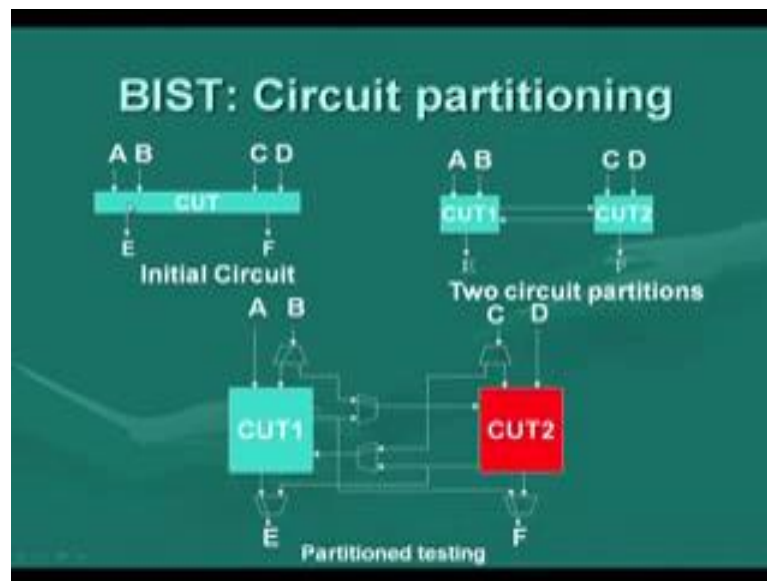 BIST: Circuit partitioning
A B C D
A B C D
CUT
CUT1 CUT2
E F
Initial Circuit
Two circuit partitions
A B C D
CUT1 CUT2
E F
Partitioned testing